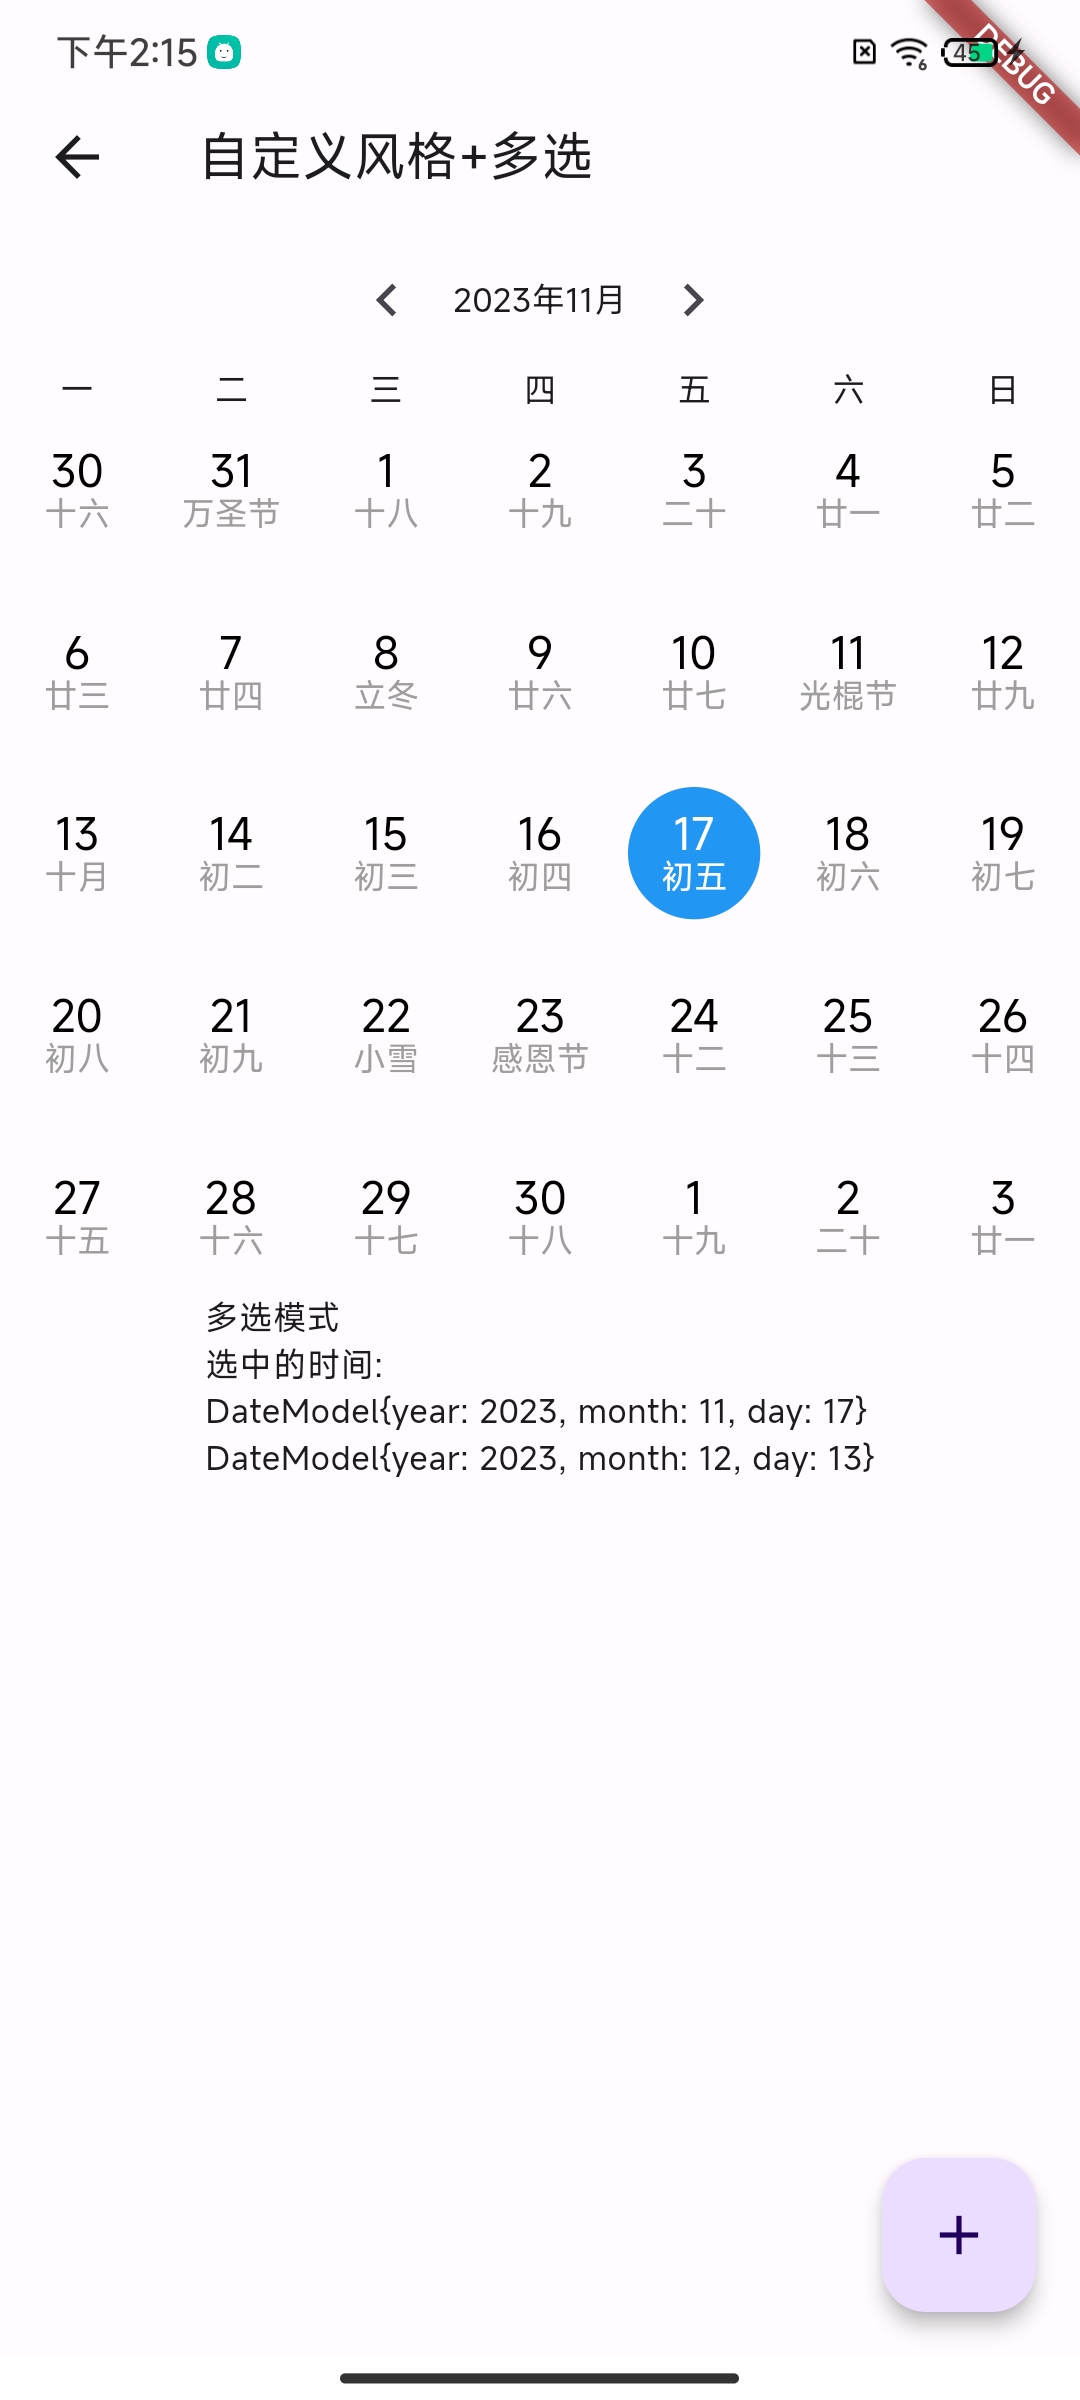 下午2:15
45
DEBUG
自定义风格+多选
2023年11月
一 二 三 四 五 六 日
30 31 1 2 3 4 5
十六 万圣节 十八 十九 二十 廿一 廿二
6 7 8 9 10 11 12
廿三 廿四 立冬 廿六 廿七 光棍节 廿九
13 14 15 16 17 18 19
十月 初二 初三 初四 初五 初六 初七
20 21 22 23 24 25 26
初八 初九 小雪 感恩节 十二 十三 十四
27 28 29 30 1 2 3
十五 十六 十七 十八 十九 二十 廿一
多选模式
选中的时间:
DateModel{year: 2023, month: 11, day: 17}
DateModel{year: 2023, month: 12, day: 13}